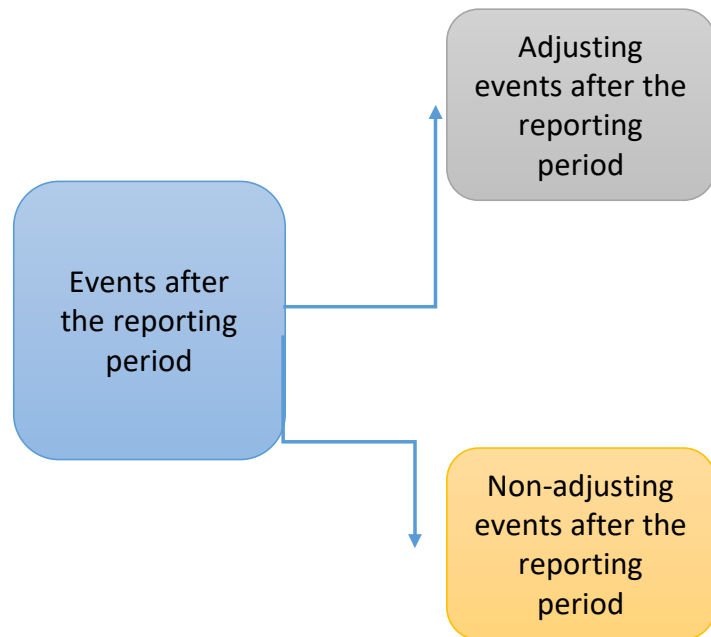 Adjusting
events after the
reporting
period
Events after
the reporting
period
Non-adjusting
events after the
reporting
period